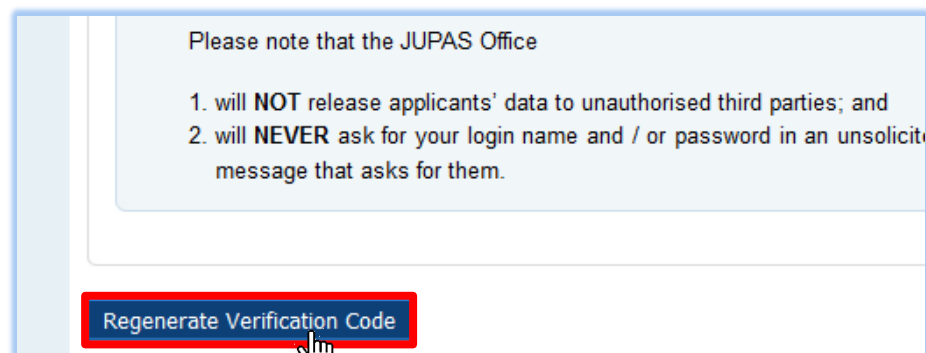 Please note that the JUPAS Office
1. will NOT release applicants’ data to unauthorised third parties; and
2. will NEVER ask for your login name and / or password in an
message that asks for them.
Regenerate Verification Code